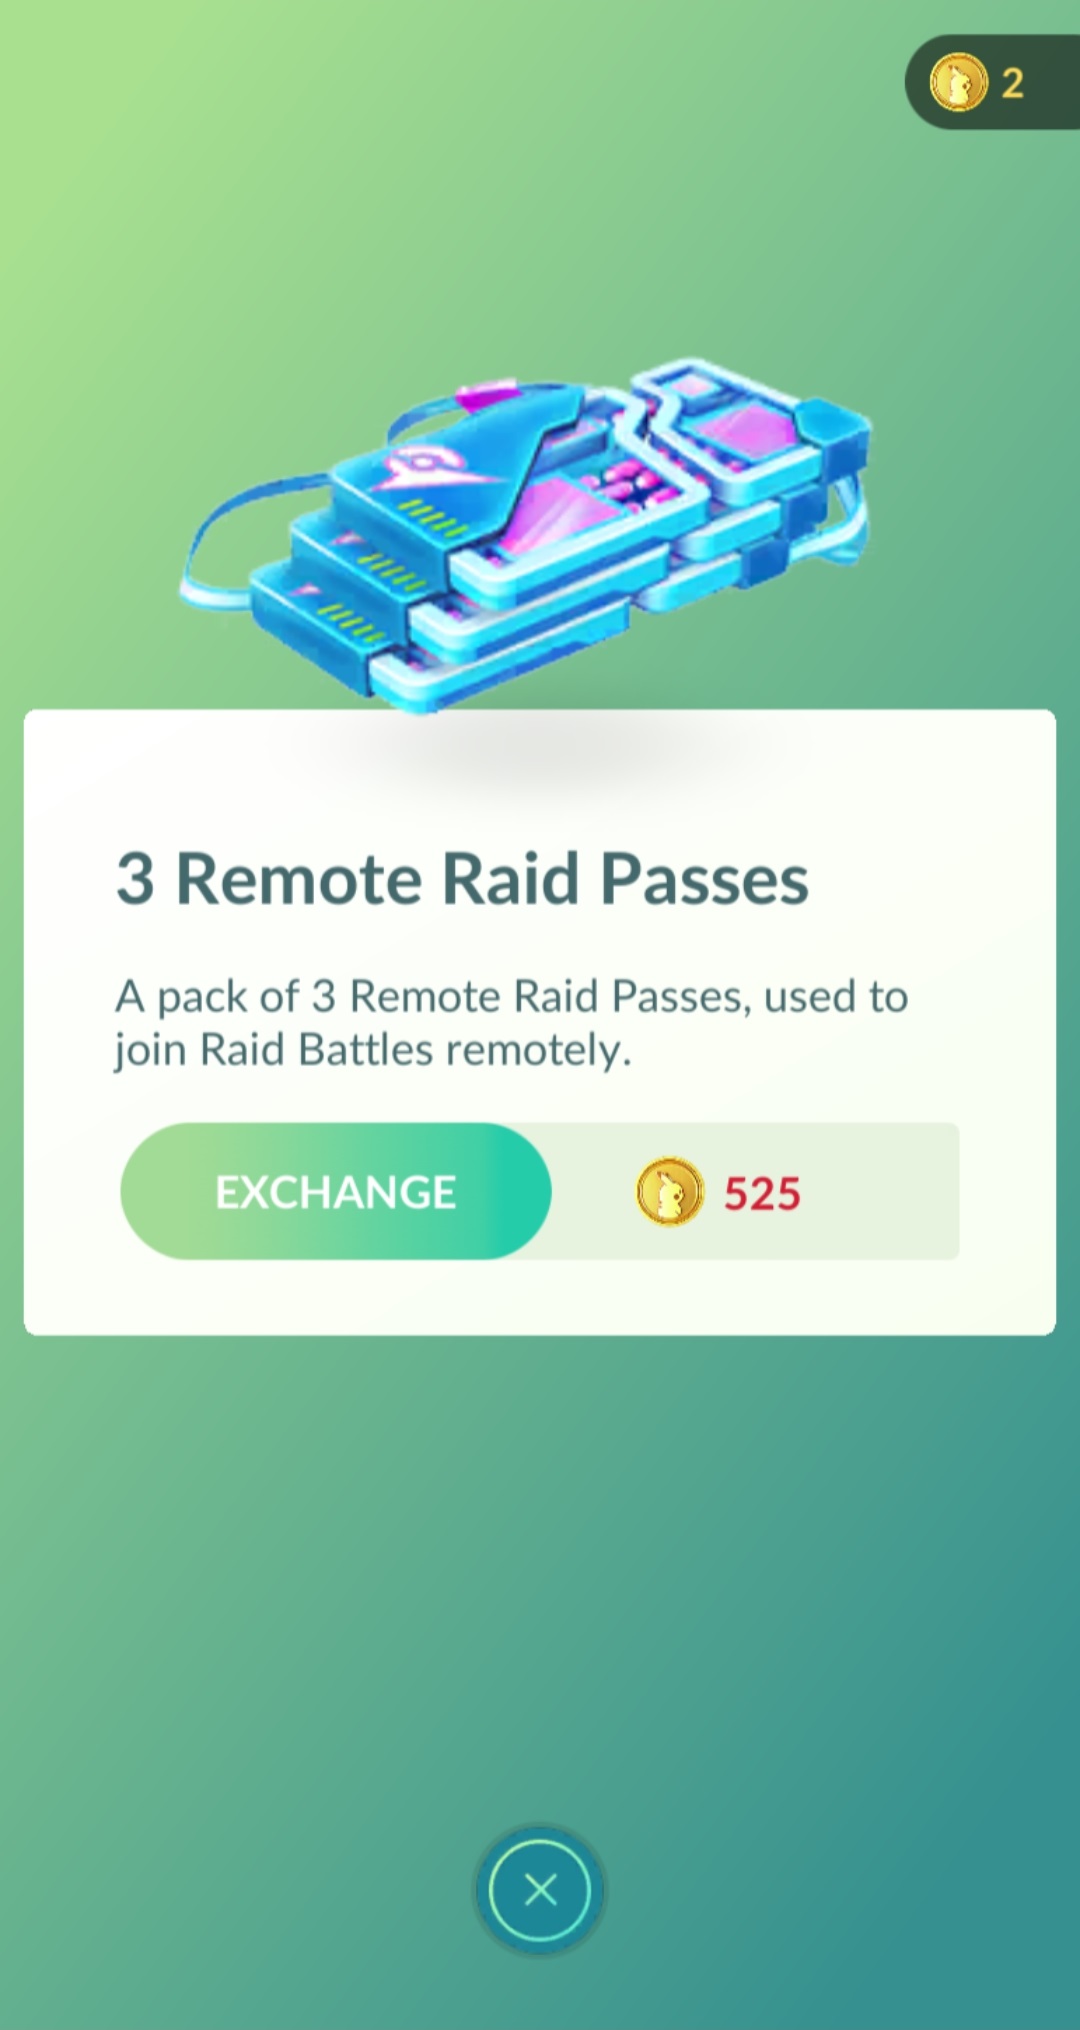 2
3 Remote Raid Passes
A pack of 3 Remote Raid Passes, used to
join Raid Battles remotely.
EXCHANGE 525